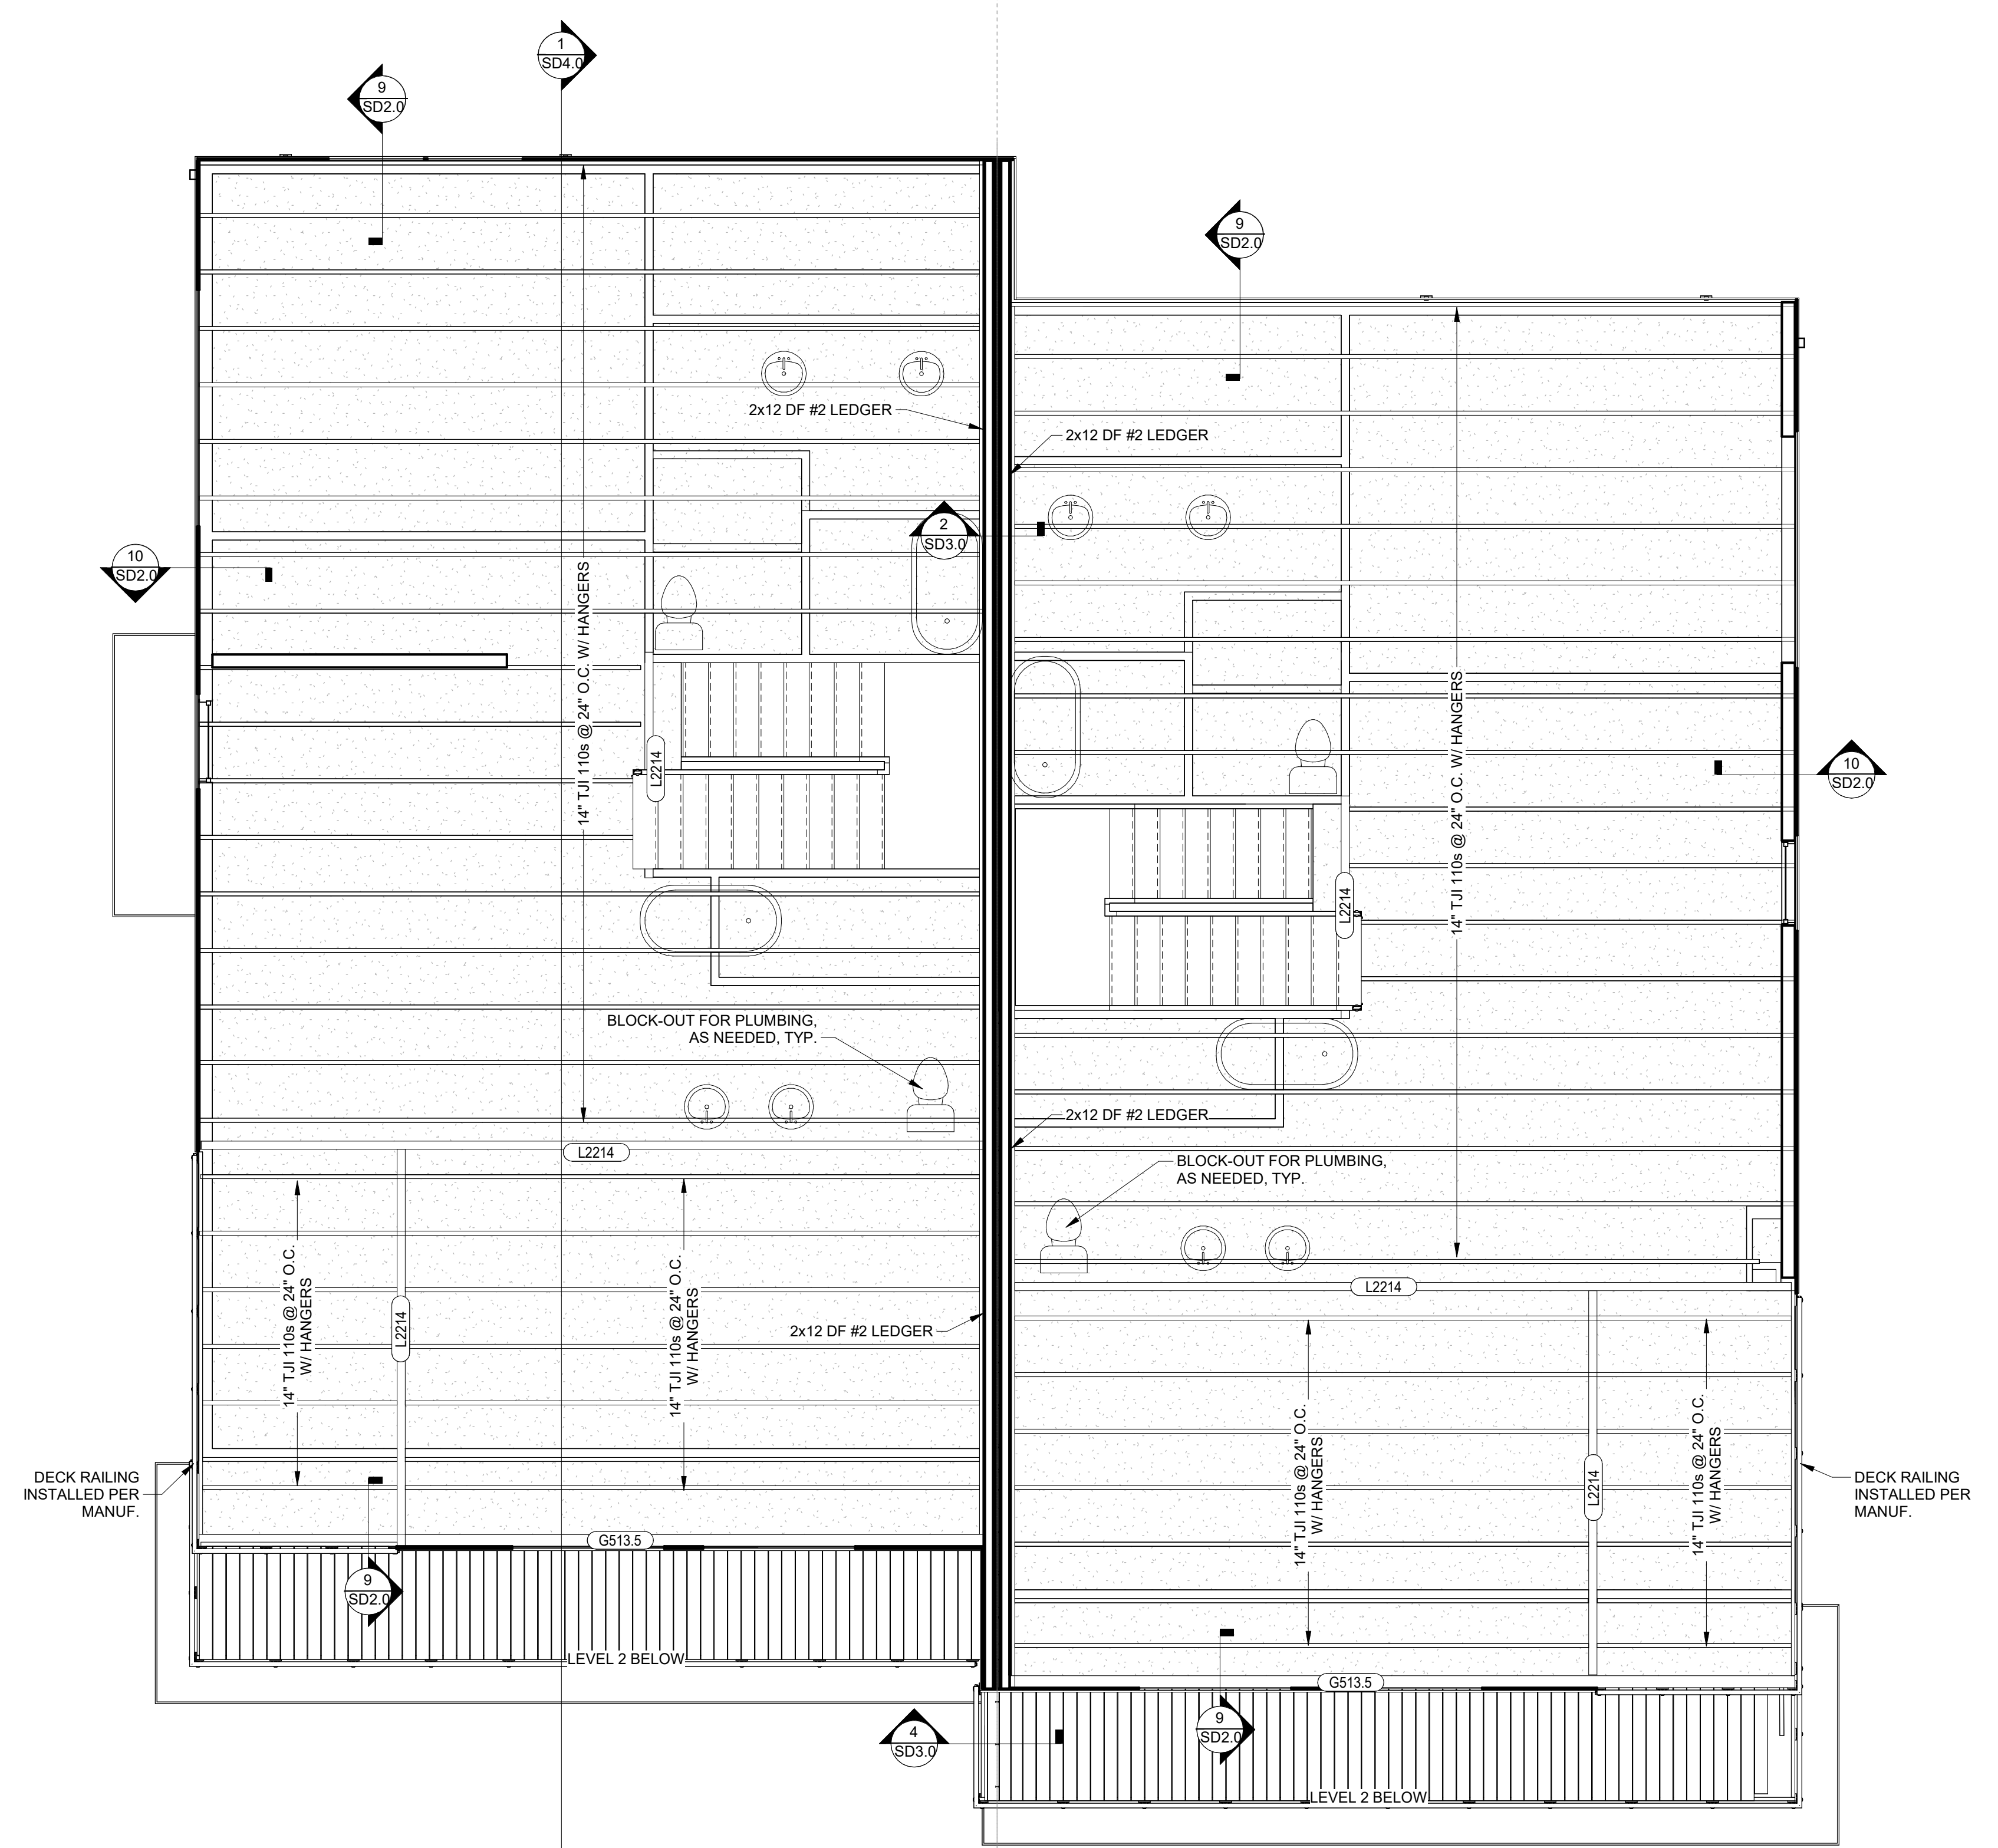 1
SD4.0
9
SD2.0
9
SD2.0
2x12 DF #2 LEDGER
2x12 DF #2 LEDGER
2
SD3.0
10
SD2.0
14" TJI 110s @ 24" O.C. W/ HANGERS
L2214
14" TJI 110s @ 24" O.C. W/ HANGERS
10
SD2.0
L2214
BLOCK-OUT FOR PLUMBING,
AS NEEDED, TYP.
2x12 DF #2 LEDGER
L2214
BLOCK-OUT FOR PLUMBING,
AS NEEDED, TYP.
14" TJI 110s @ 24" O.C.
W/ HANGERS
L2214
14" TJI 110s @ 24" O.C.
W/ HANGERS
2x12 DF #2 LEDGER
L2214
14" TJI 110s @ 24" O.C.
W/ HANGERS
L2214
14" TJI 110s @ 24" O.C.
W/ HANGERS
DECK RAILING
INSTALLED PER
MANUF.
DECK RAILING
INSTALLED PER
MANUF.
G513.5
9
SD2.0
LEVEL 2 BELOW
G513.5
4
SD3.0
9
SD2.0
LEVEL 2 BELOW